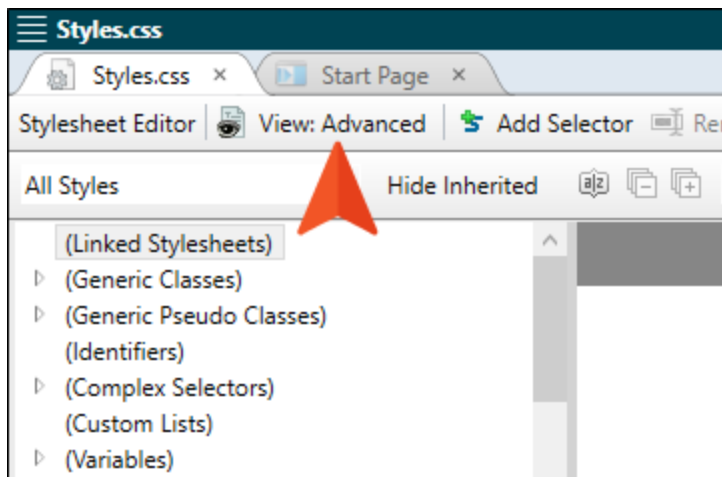 Styles.css
Styles.css × Start Page ×
Stylesheet Editor View: Advanced Add Selector
All Styles Hide Inherited a z
(Linked Stylesheets)
(Generic Classes)
(Generic Pseudo Classes)
(Identifiers)
(Complex Selectors)
(Custom Lists)
(Variables)